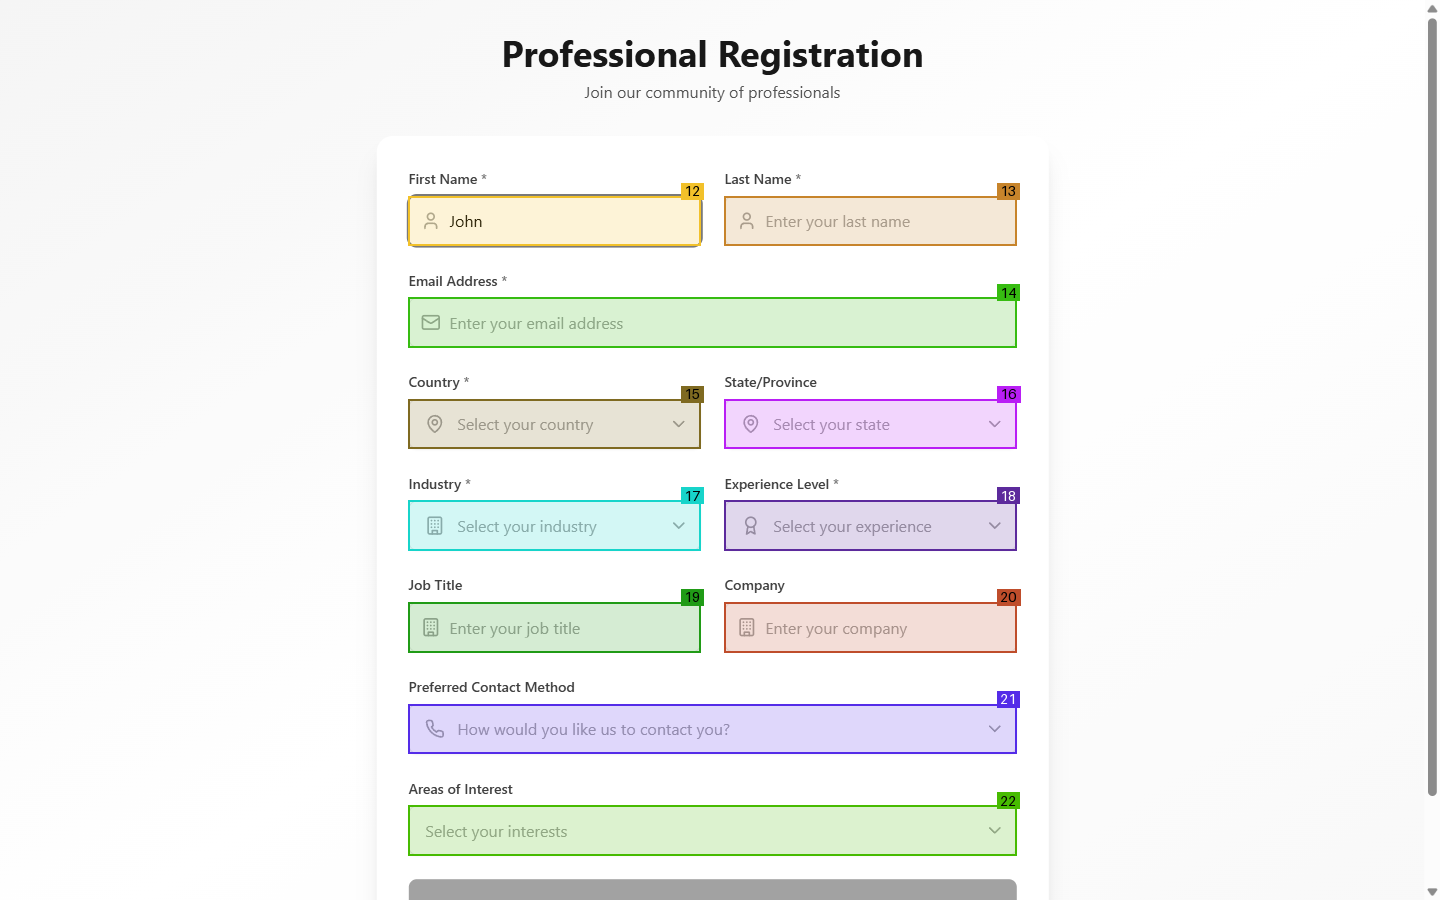 Professional Registration
Join our community of professionals
First Name *
12
John
Last Name *
13
Enter your last name
Email Address *
14
Enter your email address
Country *
15
Select your country
State/Province
16
Select your state
Industry *
17
Select your industry
Experience Level *
18
Select your experience
Job Title
19
Enter your job title
Company
20
Enter your company
Preferred Contact Method
21
How would you like us to contact you?
Areas of Interest
22
Select your interests